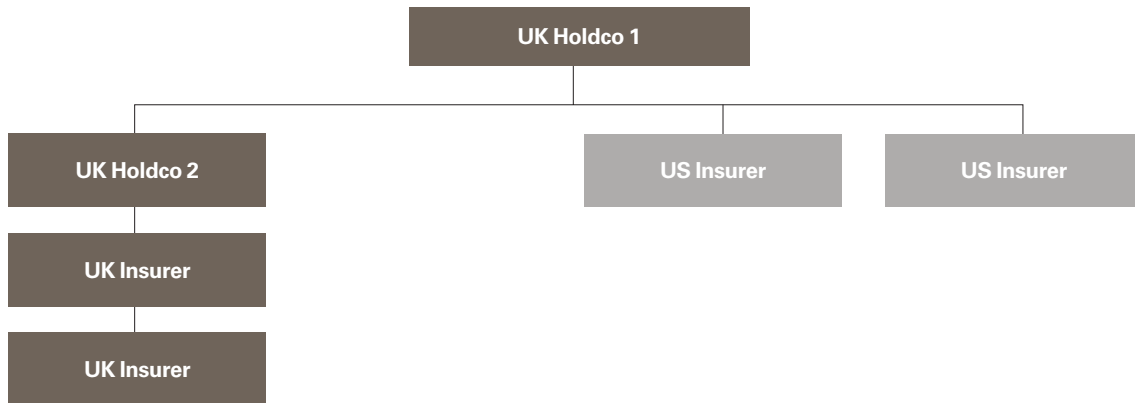 UK Holdco 1
UK Holdco 2
US Insurer
US Insurer
UK Insurer
UK Insurer